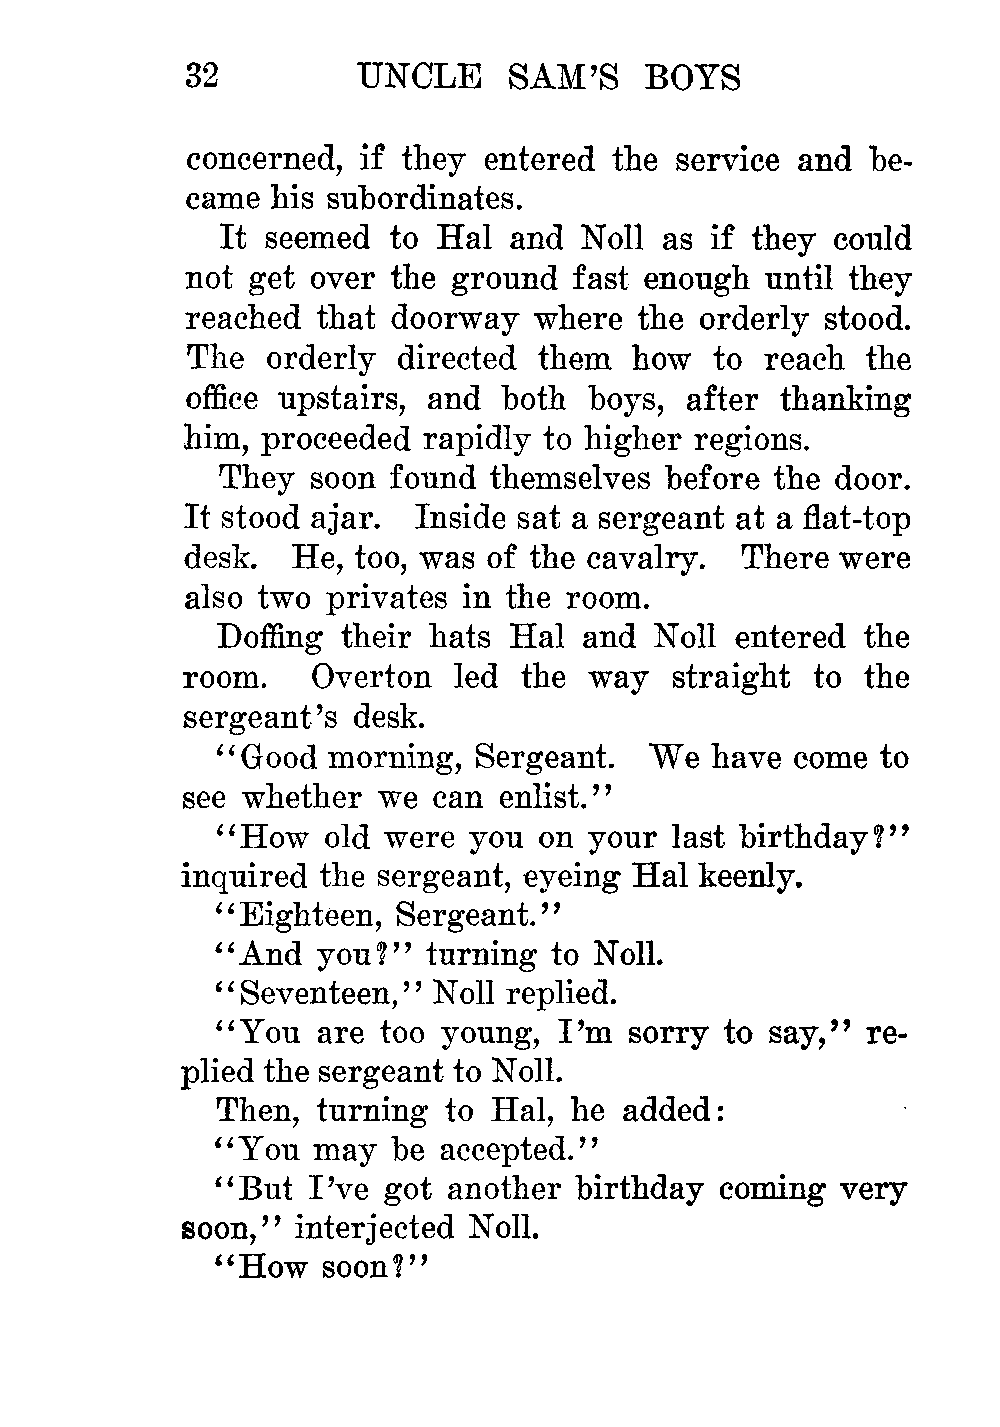 32 UNCLE SAM'S BOYS
concerned, if they entered the service and be-
came his subordinates.
It seemed to Hal and Noll as if they could
not get over the ground fast enough until they
reached that doorway where the orderly stood.
The orderly directed them how to reach the
office upstairs, and both boys, after thanking
him, proceeded rapidly to higher regions.
They soon found themselves before the door.
It stood ajar. Inside sat a sergeant at a flat-top
desk. He, too, was of the cavalry. There were
also two privates in the room.
Doffing their hats Hal and Noll entered the
room. Overton led the way straight to the
sergeant's desk.
"Good morning, Sergeant. We have come to
see whether we can enlist."
"How old were you on your last birthday?"
inquired the sergeant, eyeing Hal keenly.
"Eighteen, Sergeant."
"And you?" turning to Noll.
"Seventeen," Noll replied.
"You are too young, I'm sorry to say," re-
plied the sergeant to Noll.
Then, turning to Hal, he added:
"You may be accepted."
"But I've got another birthday coming very
soon," interjected Noll.
"How soon?"